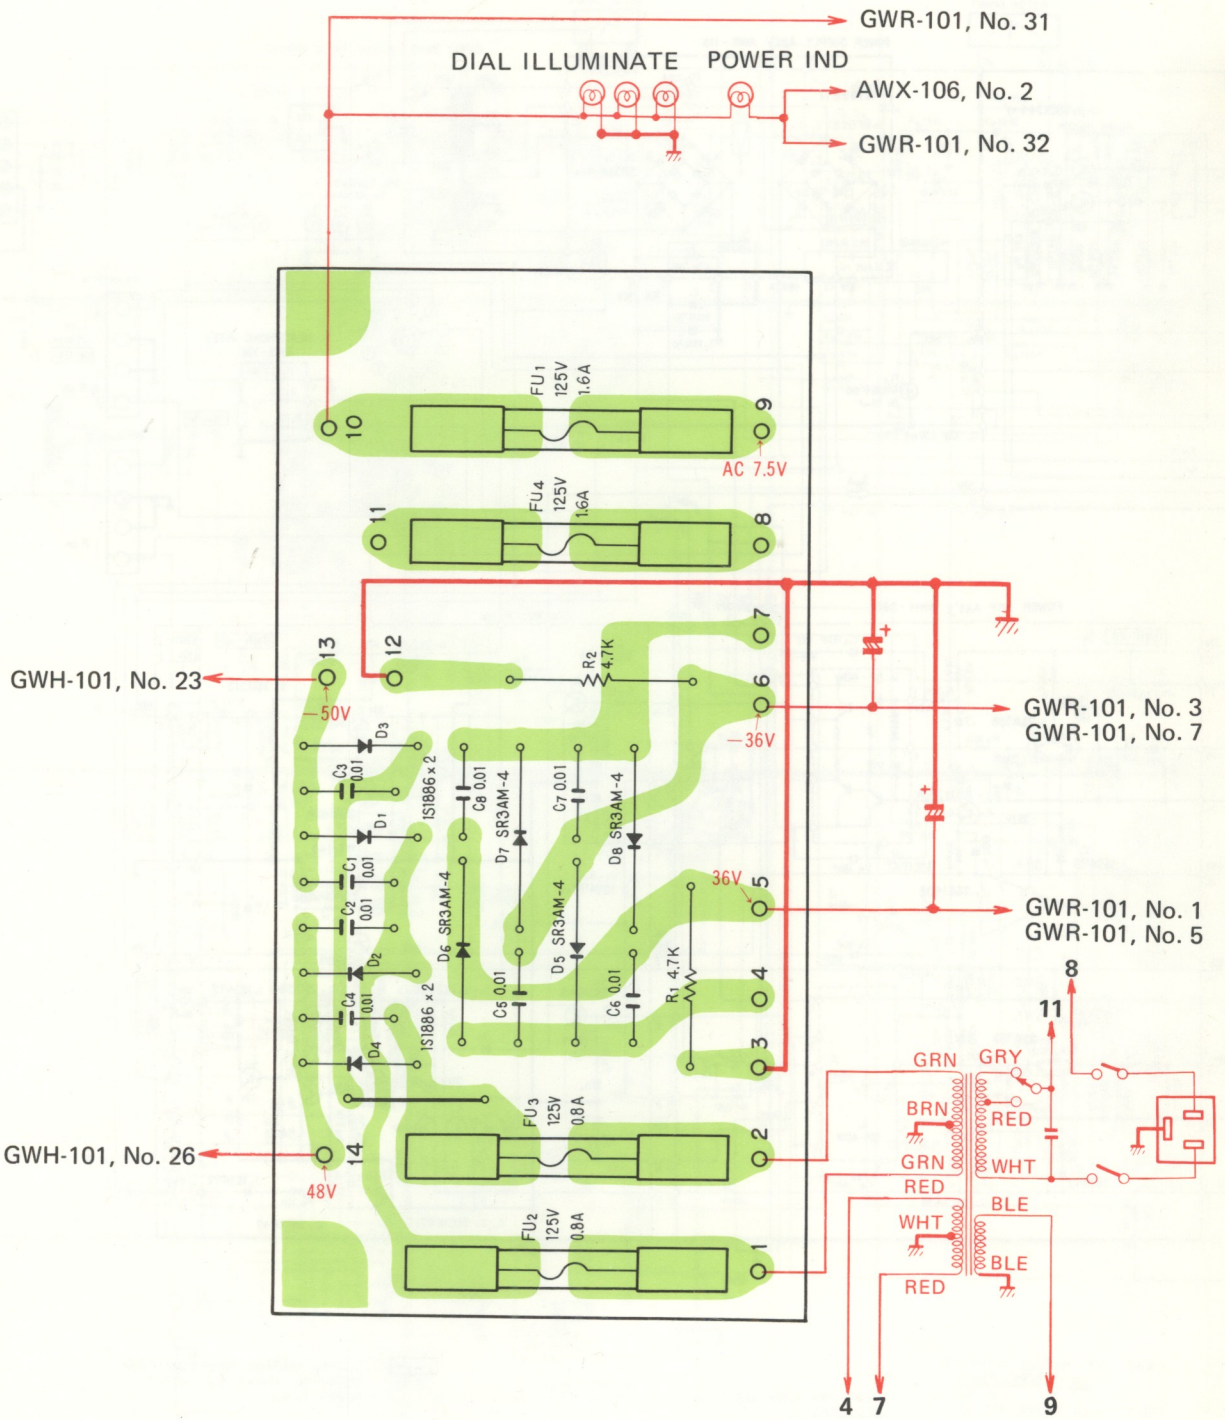 GWR-101, No. 31
DIAL ILLUMINATE POWER IND
AWX-106, No. 2
GWR-101, No. 32
FU1
125V
1.6A
10
9
AC 7.5V
FU4
125V
1.6A
11
8
7
13
12
R2
4.7K
6
GWH-101, No. 23
—50V
—36V
GWR-101, No. 3
GWR-101, No. 7
+
+
D3
C3
0.01
1S1886 x 2
D1
C8 0.01
D7 SR3AM-4
C7 0.01
D8 SR3AM-4
C1
0.01
C2
0.01
D6 SR3AM-4
D5 SR3AM-4
36V
5
GWR-101, No. 1
GWR-101, No. 5
D2
C4
0.01
D4
1S1886 x 2
C5 0.01
C6 0.01
R1 4.7K
4
3
8
11
GRN
GRY
BRN
RED
GRN
WHT
RED
BLE
WHT
BLE
RED
FU3
125V
0.8A
2
GWH-101, No. 26
14
48V
FU2
125V
0.8A
1
4
7
9